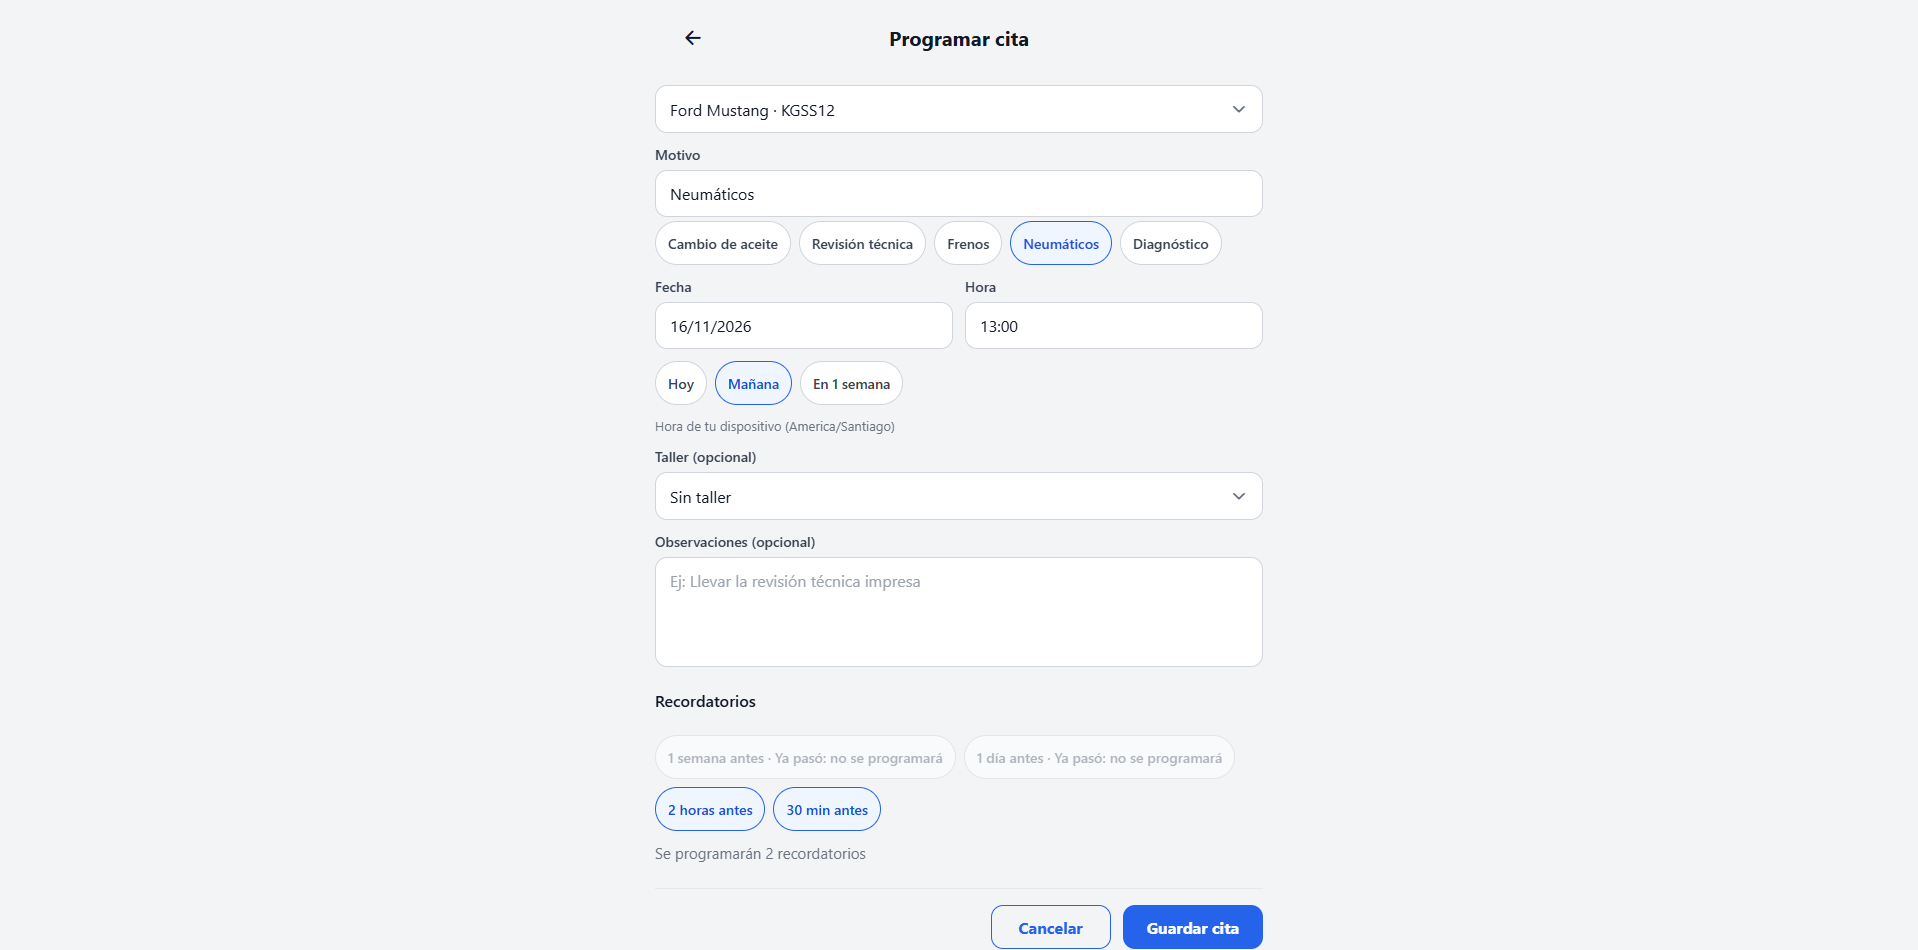 Programar cita
Ford Mustang · KGSS12
Motivo
Neumáticos
Cambio de aceite
Revisión técnica
Frenos
Neumáticos
Diagnóstico
Fecha
Hora
16/11/2026
13:00
Hoy
Mañana
En 1 semana
Hora de tu dispositivo (America/Santiago)
Taller (opcional)
Sin taller
Observaciones (opcional)
Ej: Llevar la revisión técnica impresa
Recordatorios
1 semana antes · Ya pasó: no se programará
1 día antes · Ya pasó: no se programará
2 horas antes
30 min antes
Se programarán 2 recordatorios
Cancelar
Guardar cita